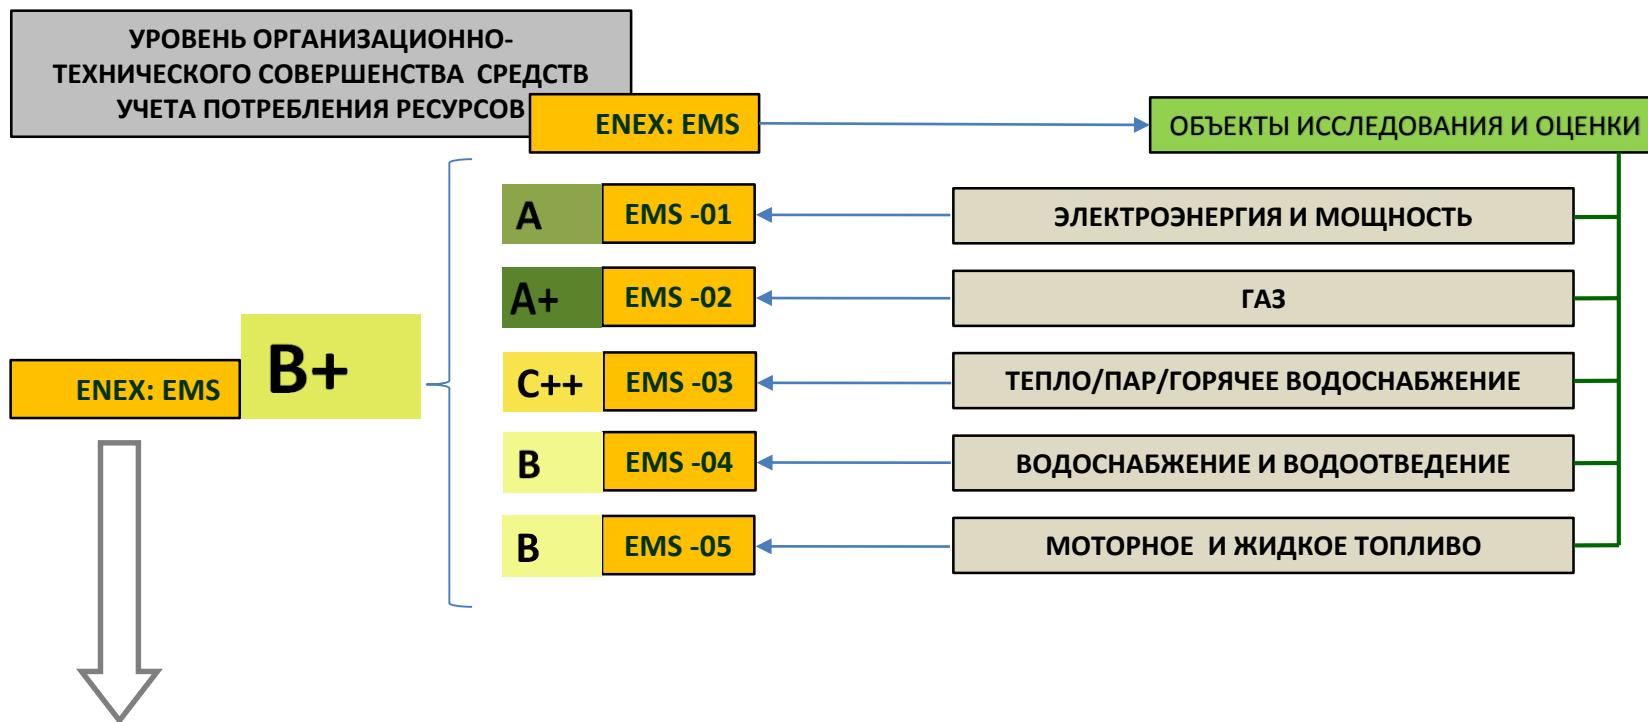 УРОВЕНЬ ОРГАНИЗАЦИОННО-
ТЕХНИЧЕСКОГО СОВЕРШЕНСТВА СРЕДСТВ
УЧЕТА ПОТРЕБЛЕНИЯ РЕСУРСОВ
ENEX: EMS
ОБЪЕКТЫ ИССЛЕДОВАНИЯ И ОЦЕНКИ
A
EMS -01
ЭЛЕКТРОЭНЕРГИЯ И МОЩНОСТЬ
A+
EMS -02
ГАЗ
ENEX: EMS
B+
C++
EMS -03
ТЕПЛО/ПАР/ГОРЯЧЕЕ ВОДОСНАБЖЕНИЕ
B
EMS -04
ВОДОСНАБЖЕНИЕ И ВОДООТВЕДЕНИЕ
B
EMS -05
МОТОРНОЕ И ЖИДКОЕ ТОПЛИВО